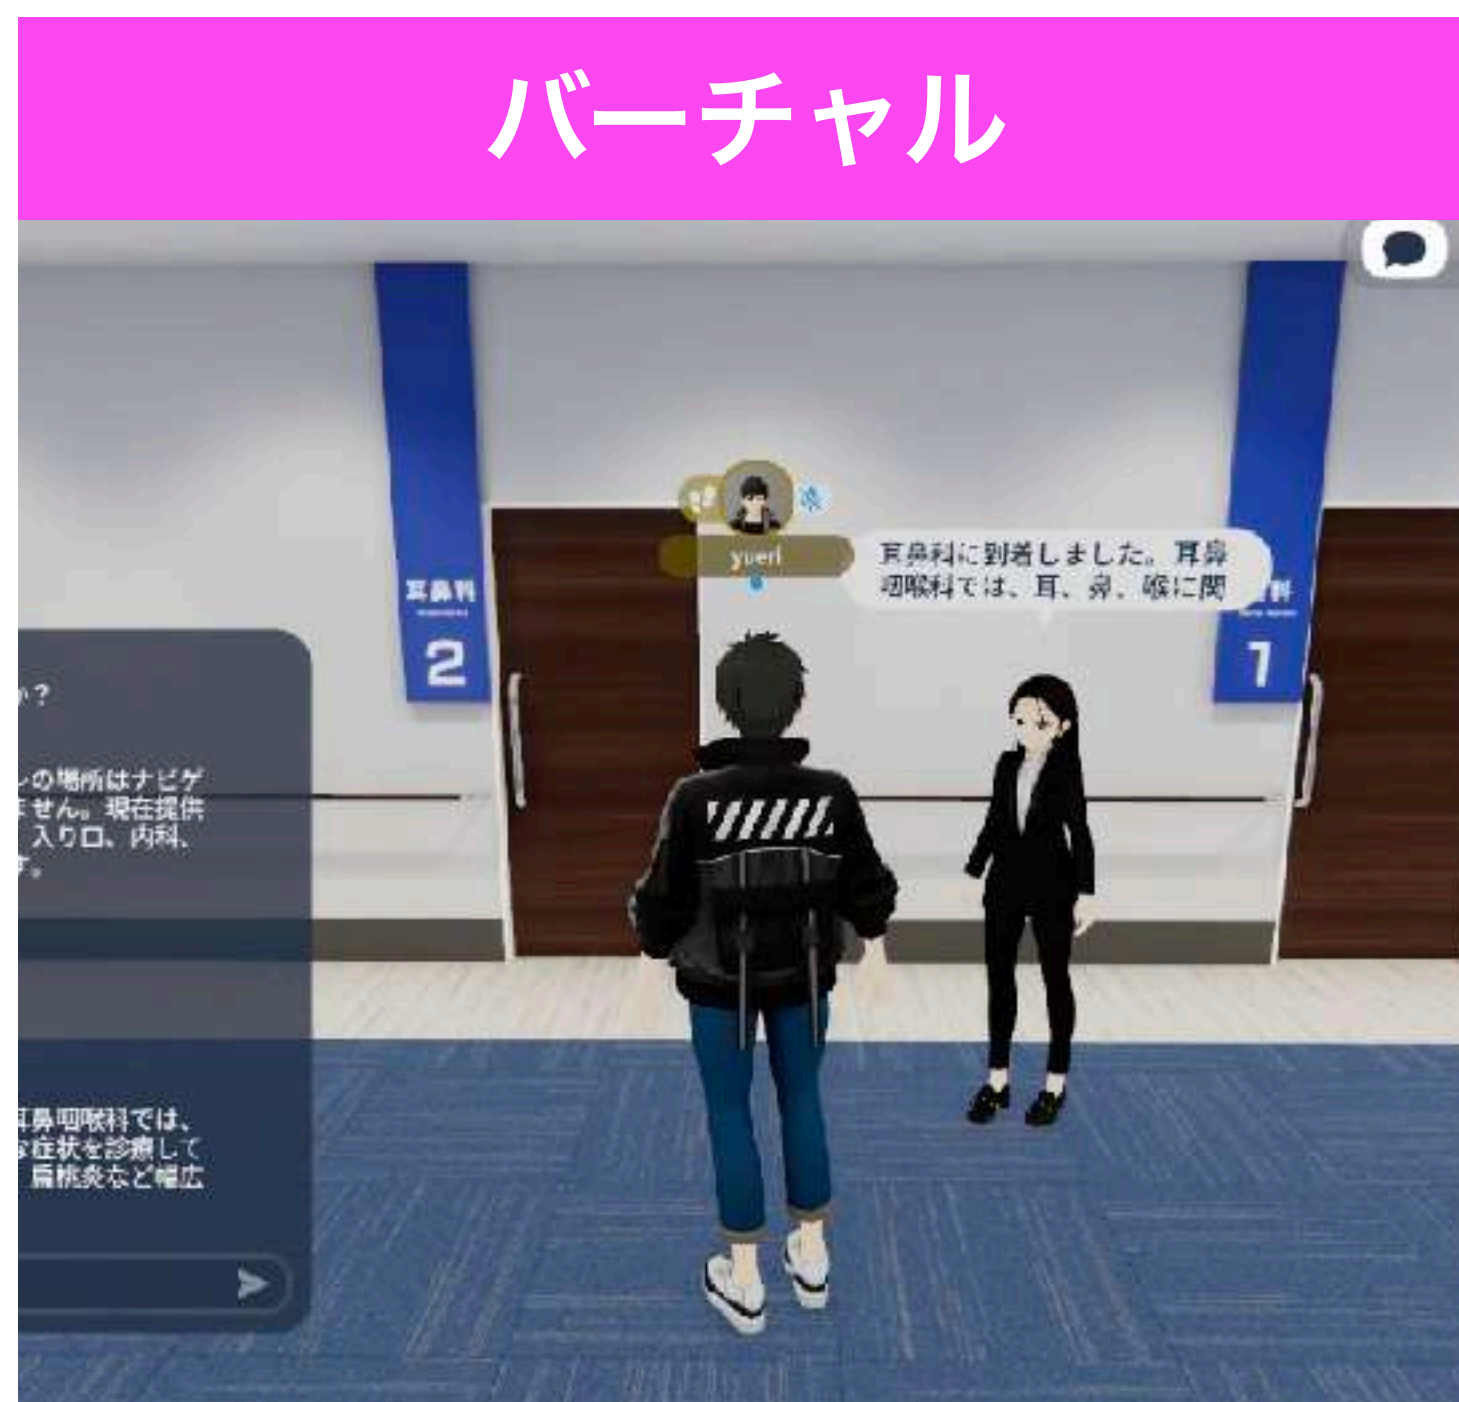 バーチャル
yueri
耳鼻科に到着しました。耳鼻
咽喉科では、耳、鼻、喉に関
耳鼻科
2
科
1
か?
レの場所はナビゲ
ません。現在提供
入り口、内科、
す。
耳鼻咽喉科では、
な症状を診療して
扁桃炎など幅広